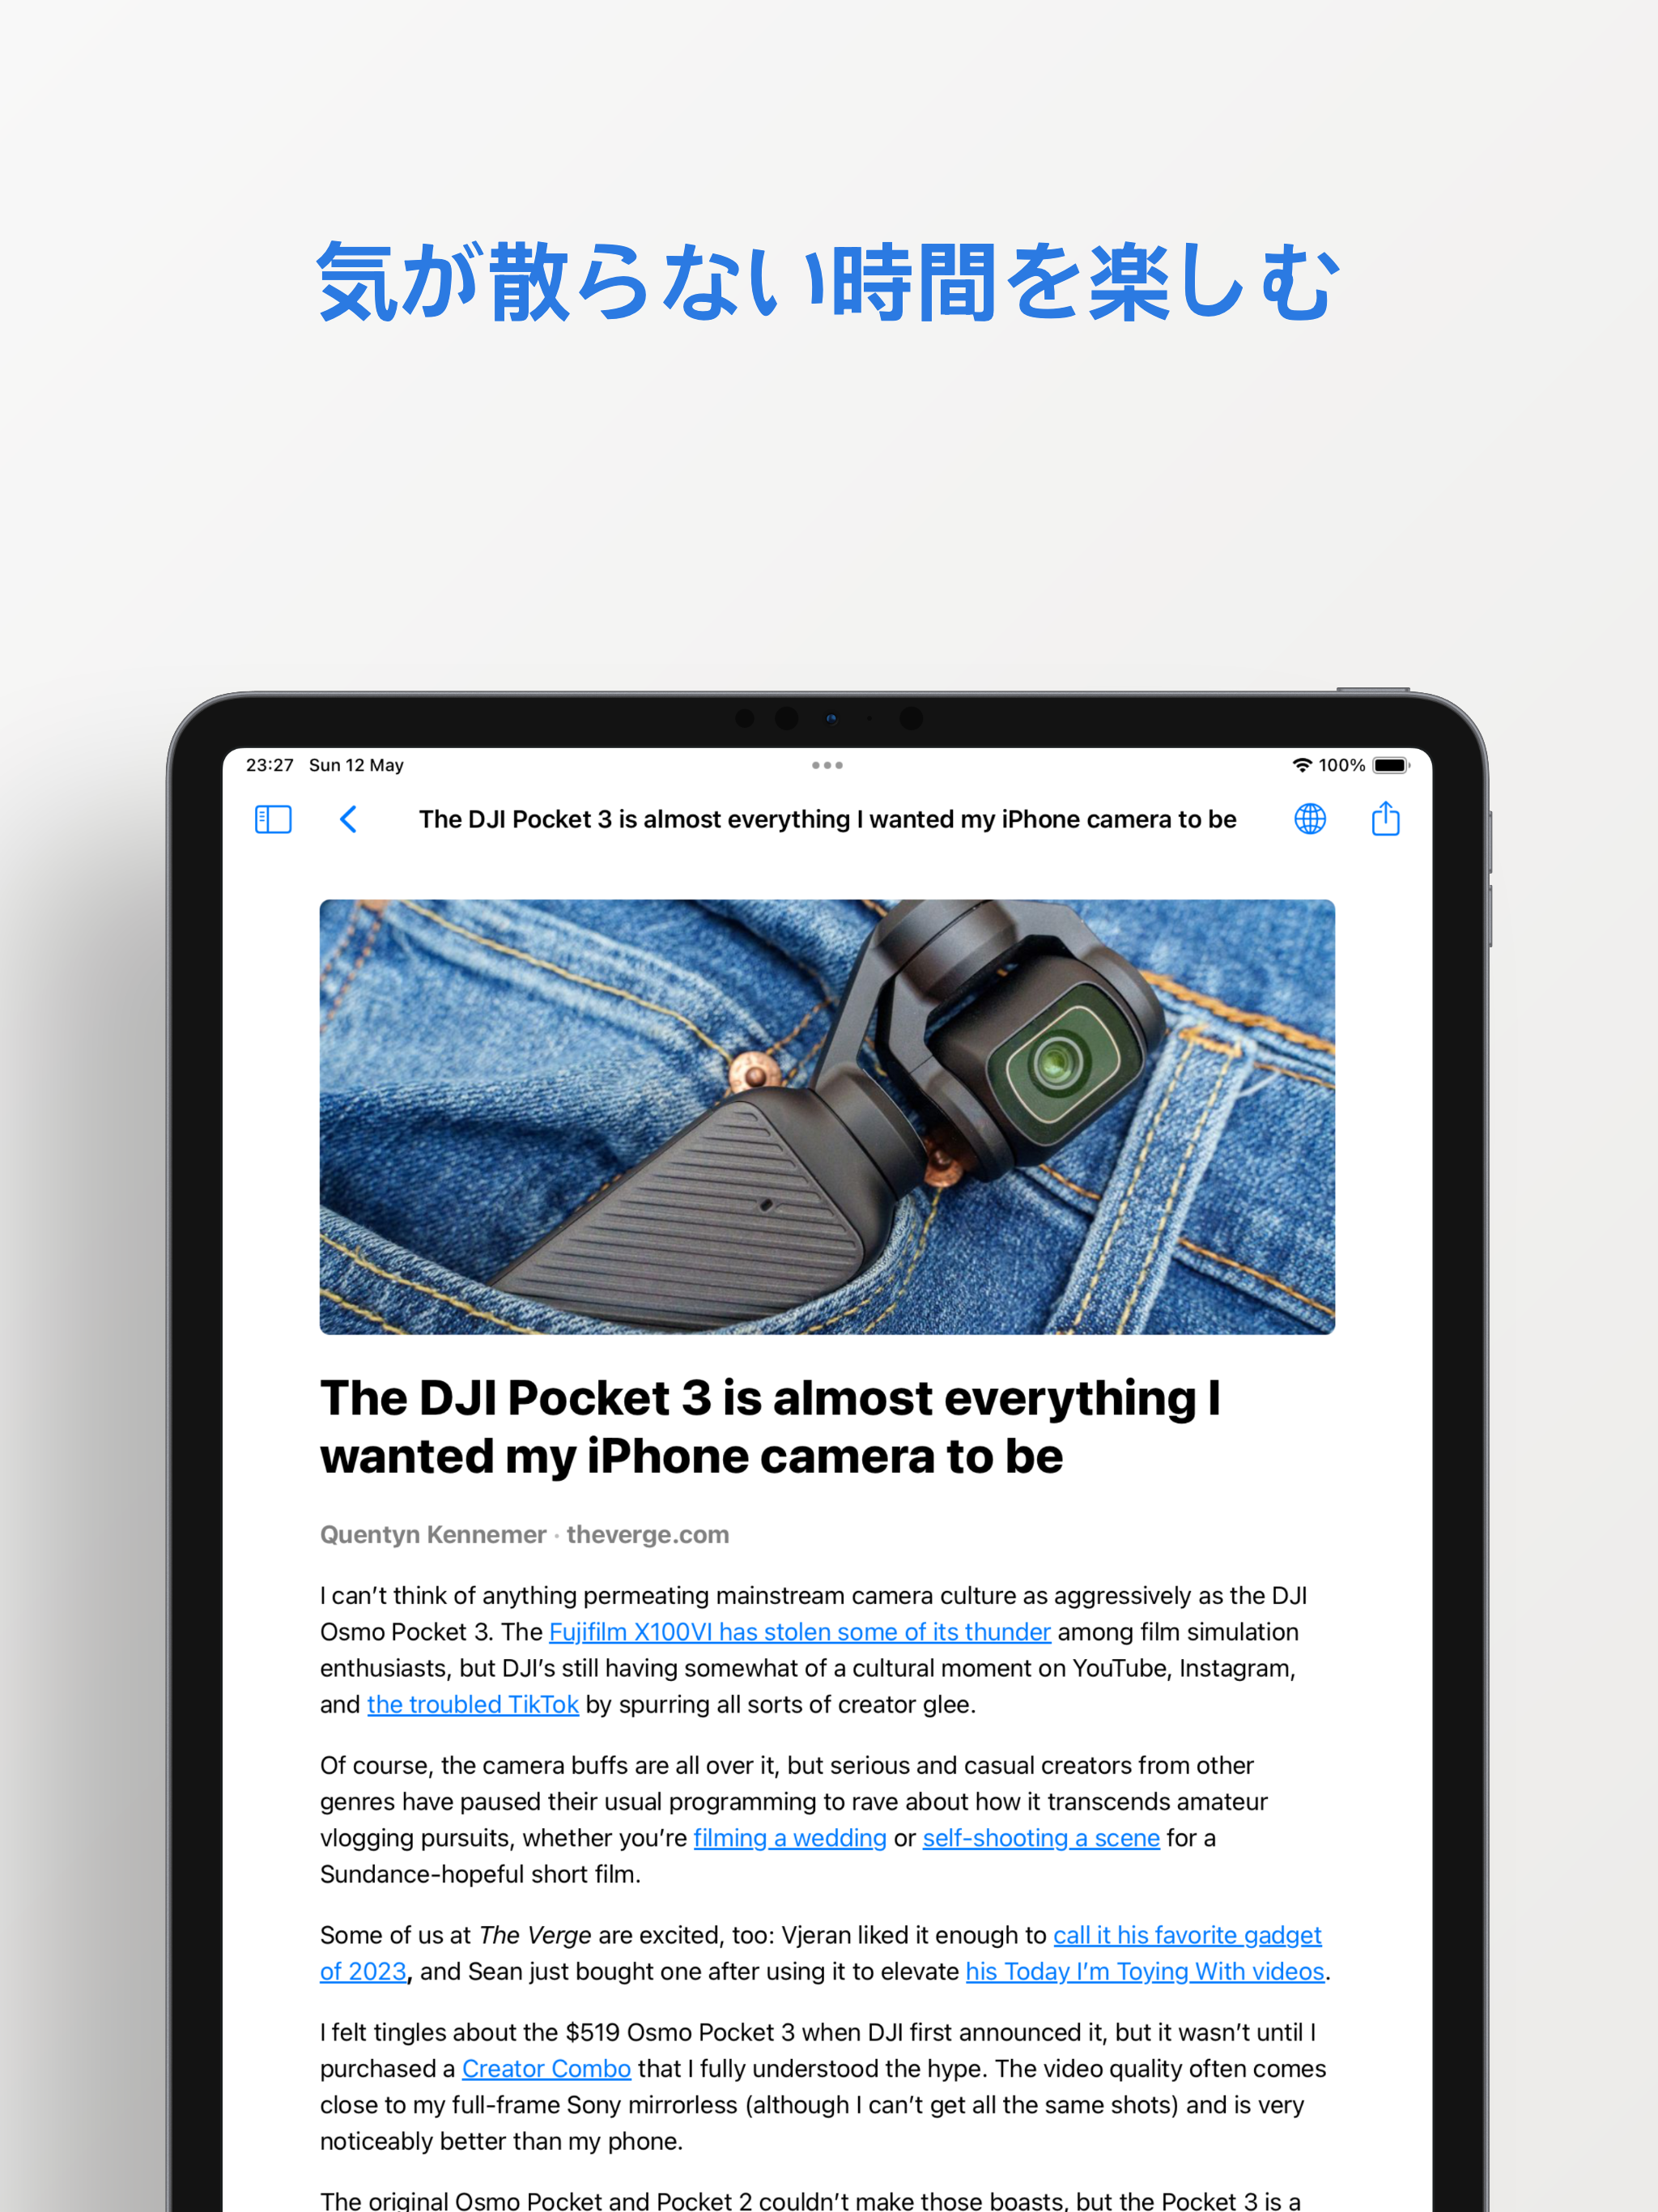 気が散らない時間を楽しむ
23:27 Sun 12 May
100%
The DJI Pocket 3 is almost everything I wanted my iPhone camera to be
The DJI Pocket 3 is almost everything I
wanted my iPhone camera to be
Quentyn Kennemer · theverge.com
I can’t think of anything permeating mainstream camera culture as aggressively as the DJI
Osmo Pocket 3. The Fujifilm X100VI has stolen some of its thunder among film simulation
enthusiasts, but DJI’s still having somewhat of a cultural moment on YouTube, Instagram,
and the troubled TikTok by spurring all sorts of creator glee.
Of course, the camera buffs are all over it, but serious and casual creators from other
genres have paused their usual programming to rave about how it transcends amateur
vlogging pursuits, whether you’re filming a wedding or self-shooting a scene for a
Sundance-hopeful short film.
Some of us at The Verge are excited, too: Vjeran liked it enough to call it his favorite gadget
of 2023, and Sean just bought one after using it to elevate his Today I’m Toying With videos.
I felt tingles about the $519 Osmo Pocket 3 when DJI first announced it, but it wasn’t until I
purchased a Creator Combo that I fully understood the hype. The video quality often comes
close to my full-frame Sony mirrorless (although I can’t get all the same shots) and is very
noticeably better than my phone.
The original Osmo Pocket and Pocket 2 couldn’t make those boasts, but the Pocket 3 is a